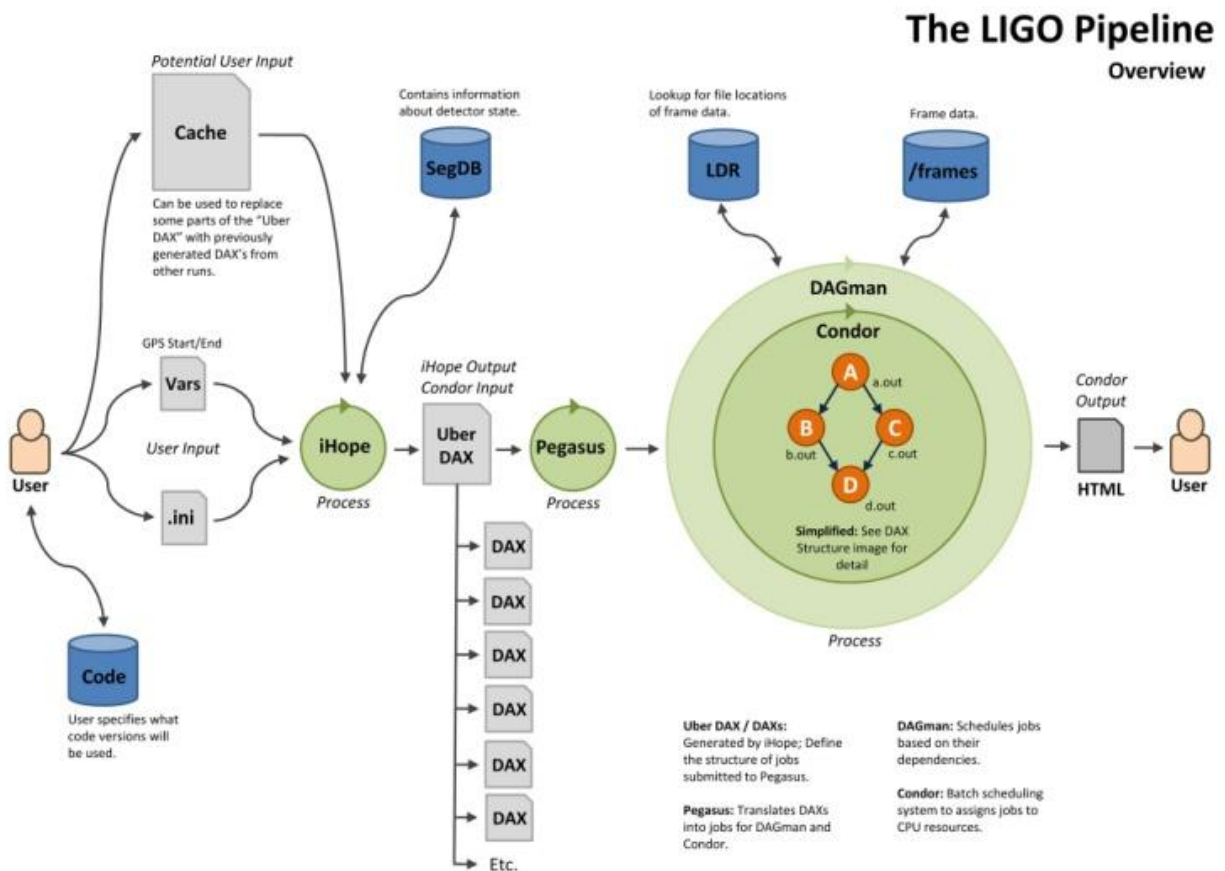 The LIGO Pipeline
Overview
Potential User Input
Cache
Can be used to replace
some parts of the “Uber
DAX” with previously
generated DAX’s from
other runs.
Contains information
about detector state.
SegDB
Lookup for file locations
of frame data.
LDR
Frame data.
/frames
GPS Start/End
Vars
User Input
.ini
User
Code
User specifies what
code versions will
be used.
iHope
Process
iHope Output
Condor Input
Uber
DAX
DAX
DAX
DAX
DAX
DAX
DAX
Etc.
Pegasus
Process
DAGman
Condor
A
a.out
B
b.out
C
c.out
D
d.out
Simplified: See DAX
Structure image for
detail
Process
Condor
Output
HTML
User
Uber DAX / DAXs:
Generated by iHope; Define
the structure of jobs
submitted to Pegasus.
Pegasus: Translates DAXs
into jobs for DAGman and
Condor.
DAGman: Schedules jobs
based on their
dependencies.
Condor: Batch scheduling
system to assigns jobs to
CPU resources.